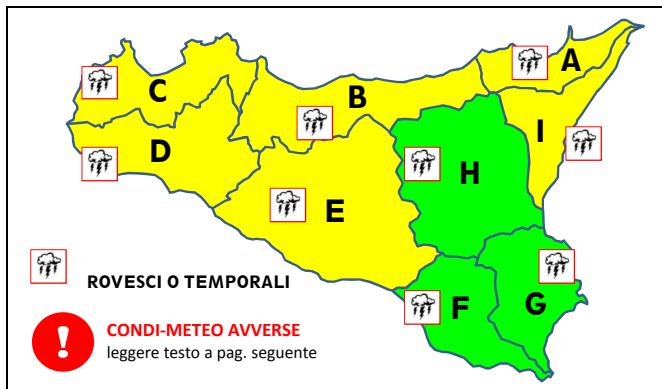 A
C
B
I
D
H
E
G
F
ROVESCI O TEMPORALI
! CONDI-METEO AVVERSE
leggere testo a pag. seguente